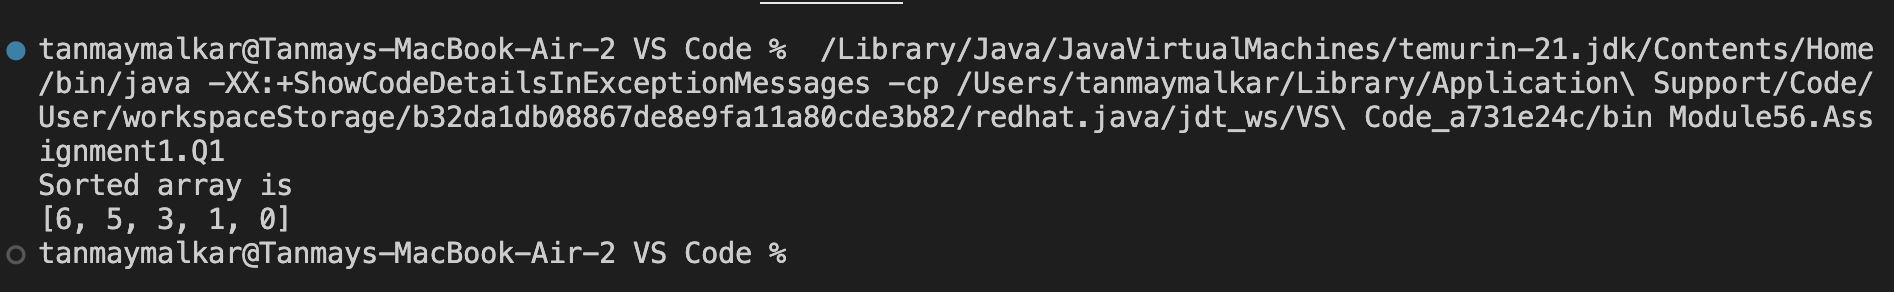 tanmaymalkar@Tanmays-MacBook-Air-2 VS Code %  /Library/Java/JavaVirtualMachines/temurin-21.jdk/Contents/Home
/bin/java -XX:+ShowCodeDetailsInExceptionMessages -cp /Users/tanmaymalkar/Library/Application\ Support/Code/
User/workspaceStorage/b32da1db08867de8e9fa11a80cde3b82/redhat.java/jdt_ws/VS\ Code_a731e24c/bin Module56.Ass
ignment1.Q1
Sorted array is
[6, 5, 3, 1, 0]
tanmaymalkar@Tanmays-MacBook-Air-2 VS Code %